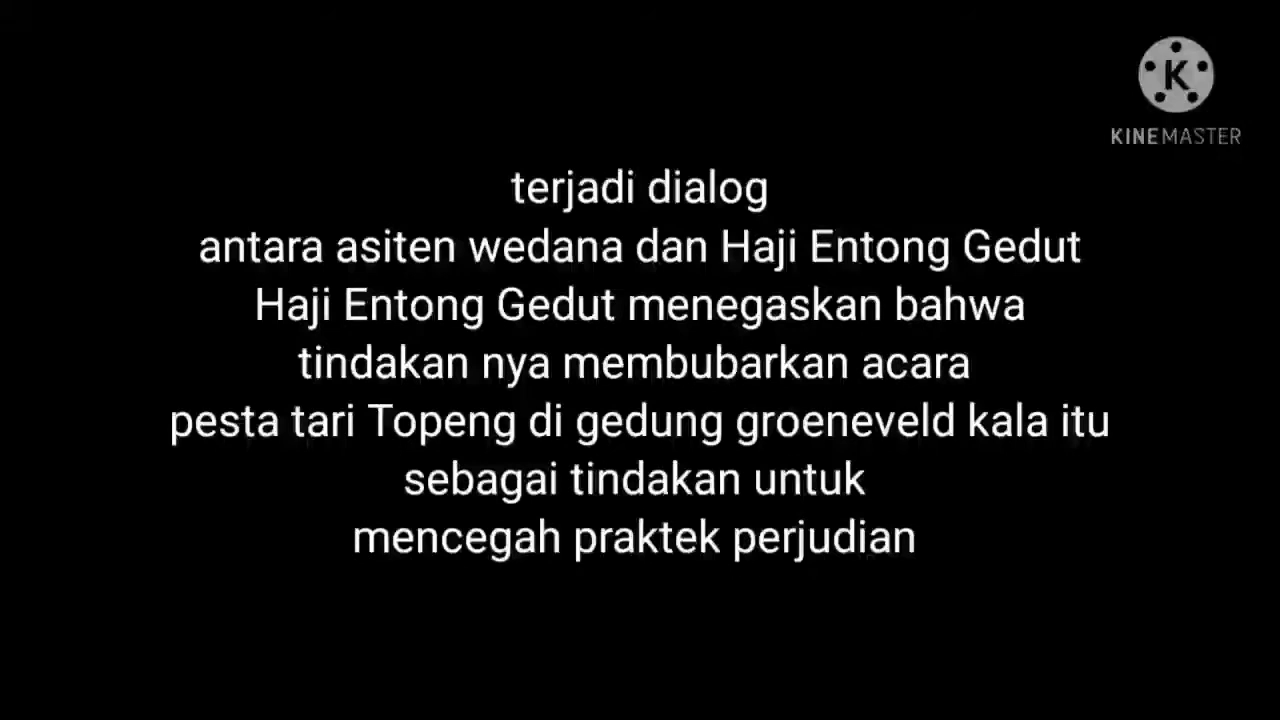 KINEMASTER
terjadi dialog
antara asiten wedana dan Haji Entong Gedut
Haji Entong Gedut menegaskan bahwa
tindakan nya membubarkan acara
pesta tari Topeng di gedung groeneveld kala itu
sebagai tindakan untuk
mencegah praktek perjudian